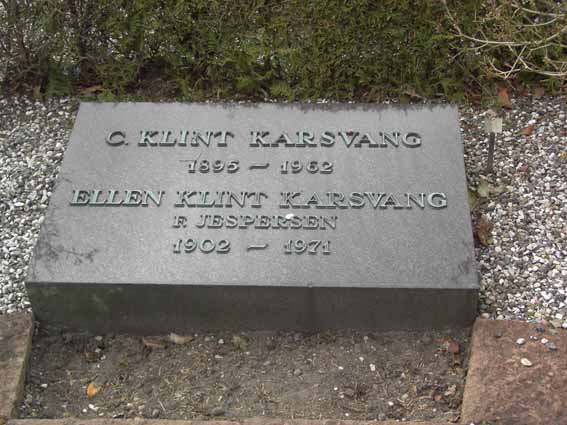 C. KLINT KARSVANG
1895 – 1962
ELLEN KLINT KARSVANG
F. JESPERSEN
1902 – 1971